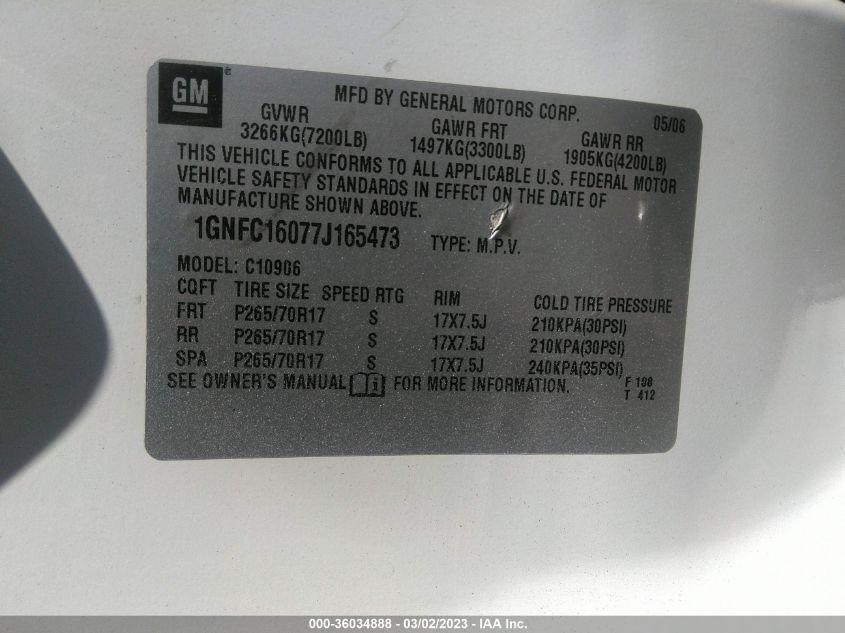 GM
MFD BY GENERAL MOTORS CORP. 05/06
GVWR GAWR FRT GAWR RR
3266KG(7200LB) 1497KG(3300LB) 1905KG(4200LB)
THIS VEHICLE CONFORMS TO ALL APPLICABLE U.S. FEDERAL MOTOR
VEHICLE SAFETY STANDARDS IN EFFECT ON THE DATE OF
MANUFACTURE SHOWN ABOVE.
1GNFC16077J165473 TYPE: M.P.V.
MODEL: C10906
CQFT TIRE SIZE SPEED RTG RIM COLD TIRE PRESSURE
FRT P265/70R17 S 17X7.5J 210KPA(30PSI)
RR P265/70R17 S 17X7.5J 210KPA(30PSI)
SPA P265/70R17 S 17X7.5J 240KPA(35PSI)
SEE OWNER'S MANUAL i FOR MORE INFORMATION.
F 198
T 412
000-36034888 - 03/02/2023 - IAA Inc.